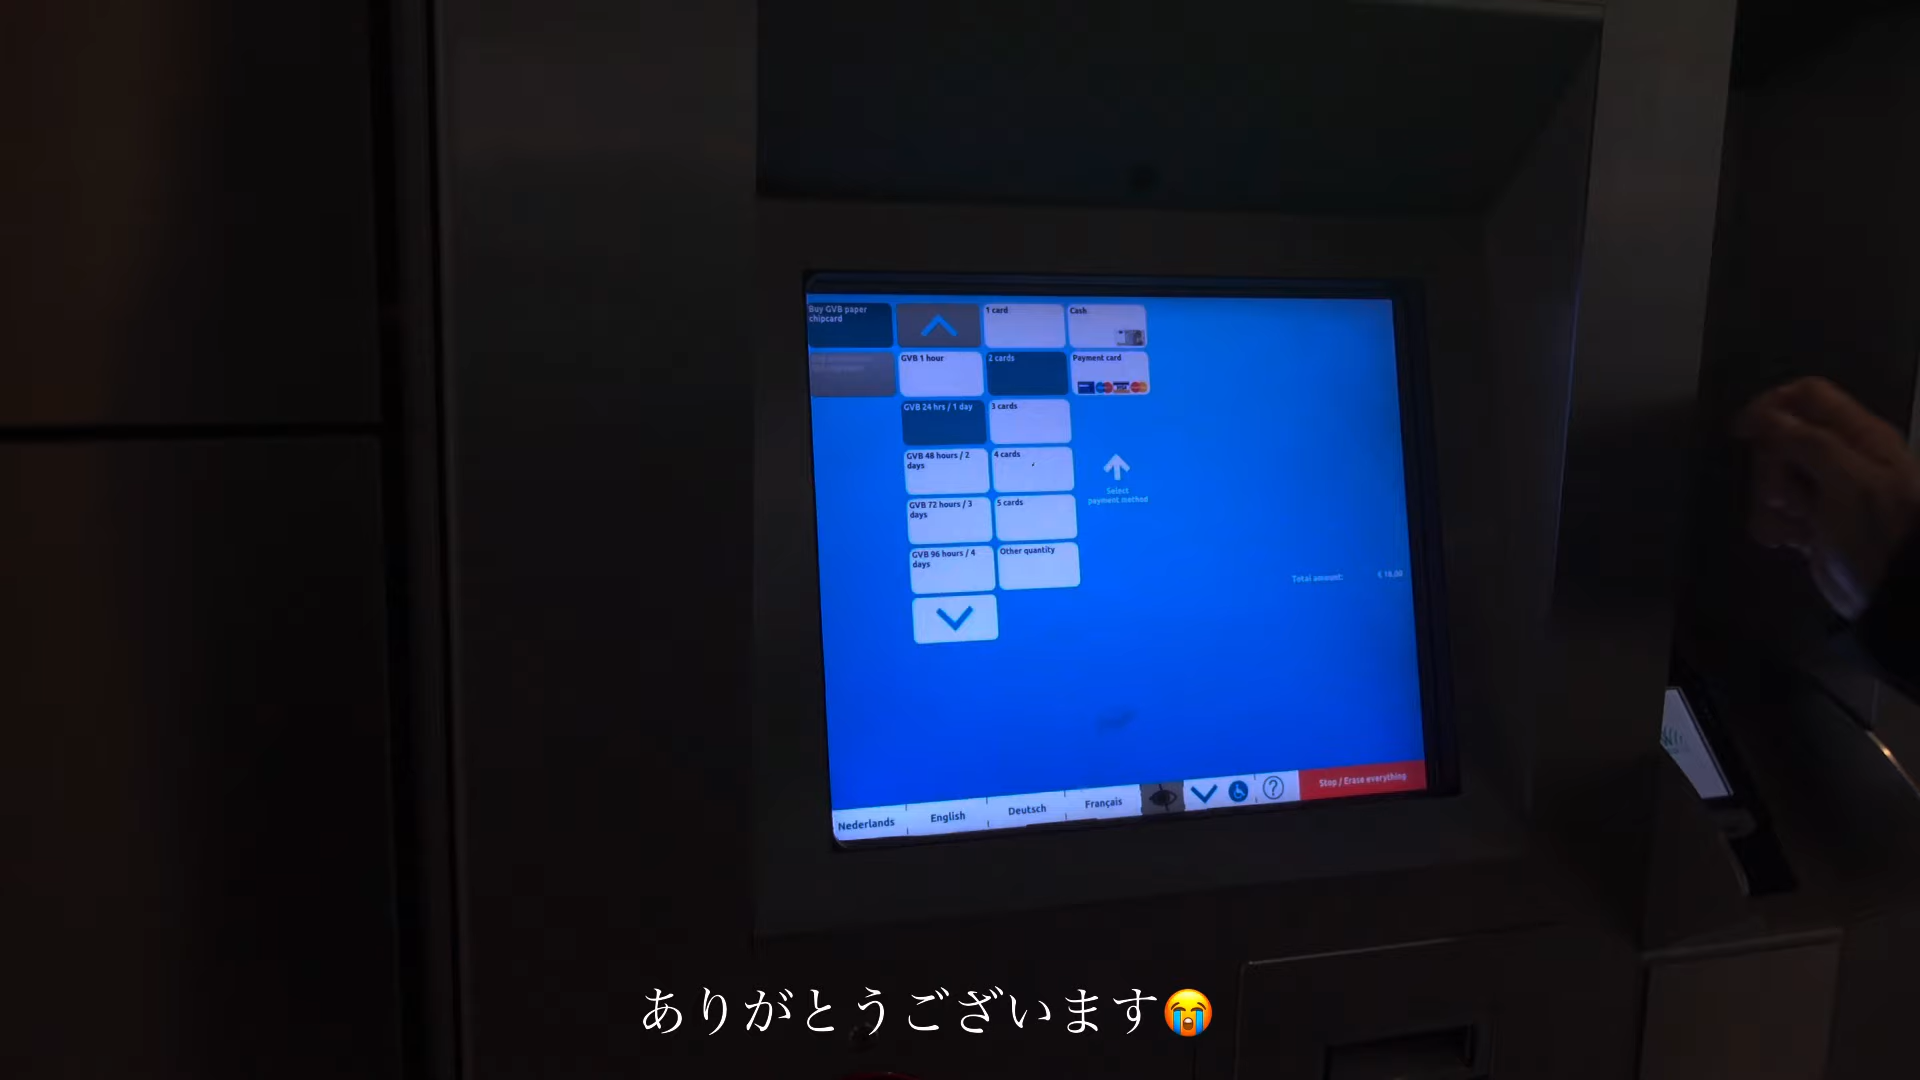 Buy GVB paper
chipcard
1 card
Cash
GVB 1 hour
2 cards
Payment card
GVB 24 hrs / 1 day
3 cards
GVB 48 hours / 2
days
4 cards
GVB 72 hours / 3
days
5 cards
GVB 96 hours / 4
days
Other quantity
Select
payment method
Total amount:
Nederlands
English
Deutsch
Français
?
Stop / Erase everything
ありがとうございます😭